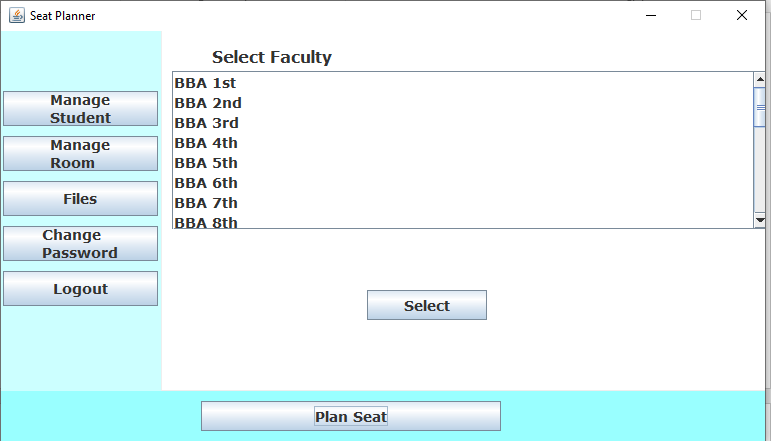 Seat Planner
Select Faculty
BBA 1st
BBA 2nd
BBA 3rd
BBA 4th
BBA 5th
BBA 6th
BBA 7th
BBA 8th
Manage
Student
Manage
Room
Files
Change
Password
Logout
Select
Plan Seat